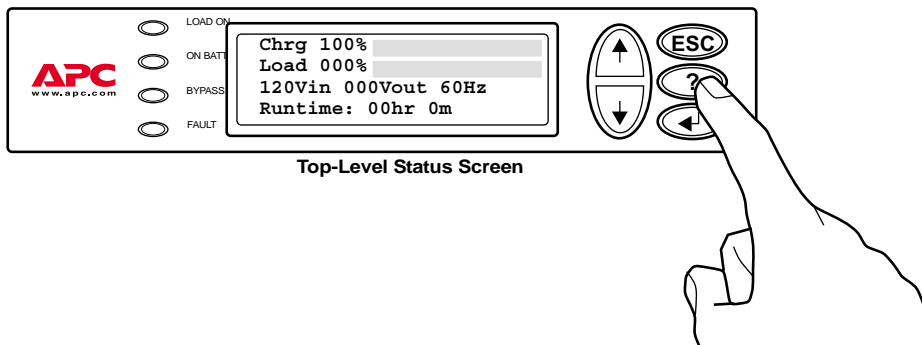 LOAD ON
ON BATT
BYPASS
FAULT
APC
www.apc.com
Chrg 100%
Load 000%
120Vin 000Vout 60Hz
Runtime: 00hr 0m
ESC
?
Top-Level Status Screen